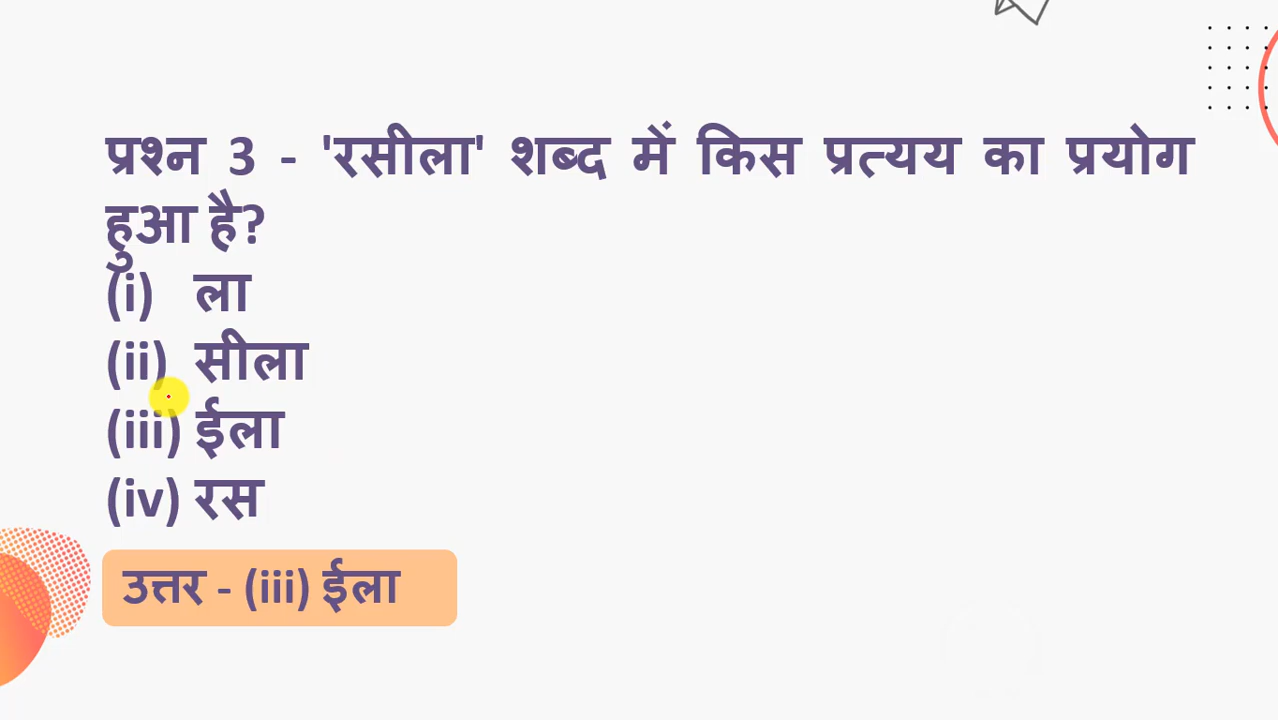 प्रश्न 3 - 'रसीला' शब्द में किस प्रत्यय का प्रयोग
हुआ है?
(i) ला
(ii) सीला
(iii) ईला
(iv) रस
उत्तर - (iii) ईला